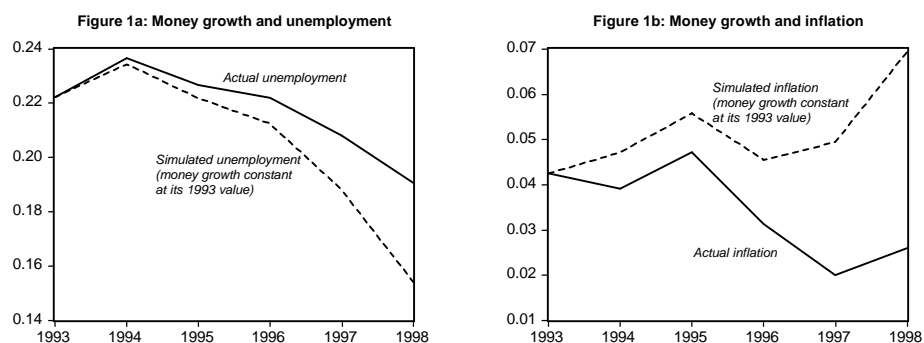 Figure 1a: Money growth and unemployment
0.24
0.22
0.20
0.18
0.16
0.14
1993
1994
1995
1996
1997
1998
Actual unemployment
Simulated unemployment
(money growth constant
at its 1993 value)
Figure 1b: Money growth and inflation
0.07
0.06
0.05
0.04
0.03
0.02
0.01
1993
1994
1995
1996
1997
1998
Simulated inflation
(money growth constant
at its 1993 value)
Actual inflation